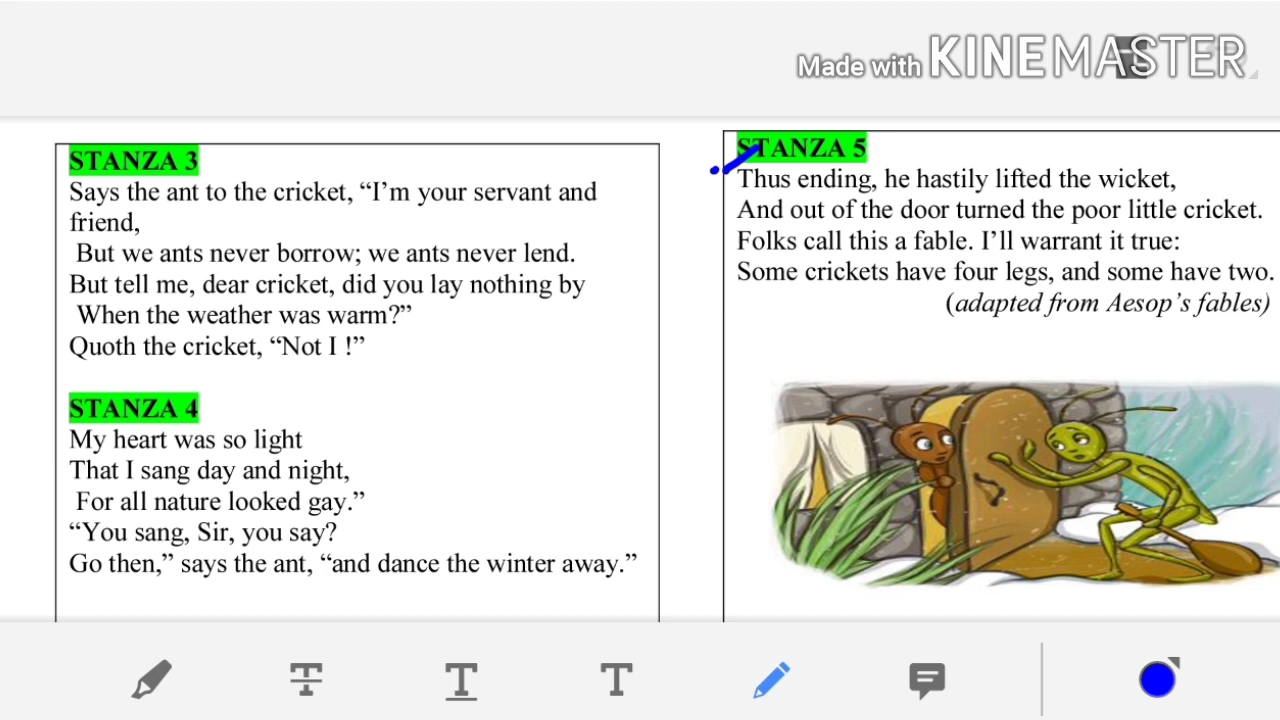 Made with KINEMASTER
STANZA 3
Says the ant to the cricket, “I’m your servant and
friend,
But we ants never borrow; we ants never lend.
But tell me, dear cricket, did you lay nothing by
When the weather was warm?”
Quoth the cricket, “Not I !”
STANZA 4
My heart was so light
That I sang day and night,
For all nature looked gay.”
“You sang, Sir, you say?
Go then,” says the ant, “and dance the winter away.”
STANZA 5
Thus ending, he hastily lifted the wicket,
And out of the door turned the poor little cricket.
Folks call this a fable. I’ll warrant it true:
Some crickets have four legs, and some have two.
(adapted from Aesop’s fables)
T
T
T